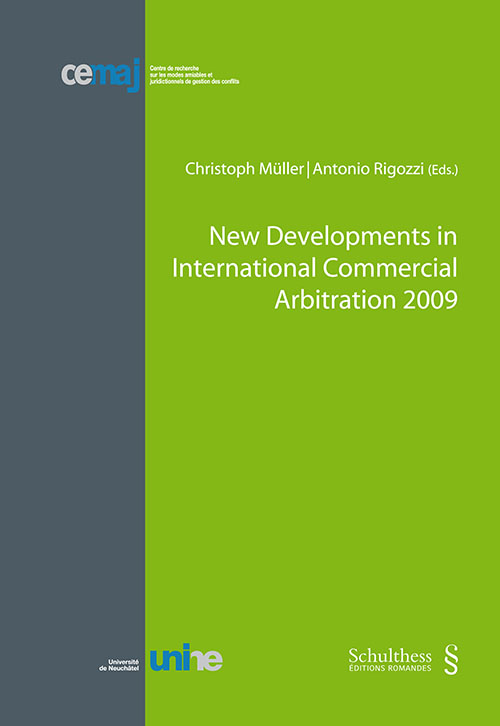 cemaj
Centre de recherche
sur les modes amiables et
juridictionnels de gestion des conflits
Christoph Müller|Antonio Rigozzi (Eds.)
New Developments in
International Commercial
Arbitration 2009
Université
de Neuchâtel
unine
Schulthess §
ÉDITIONS ROMANDES